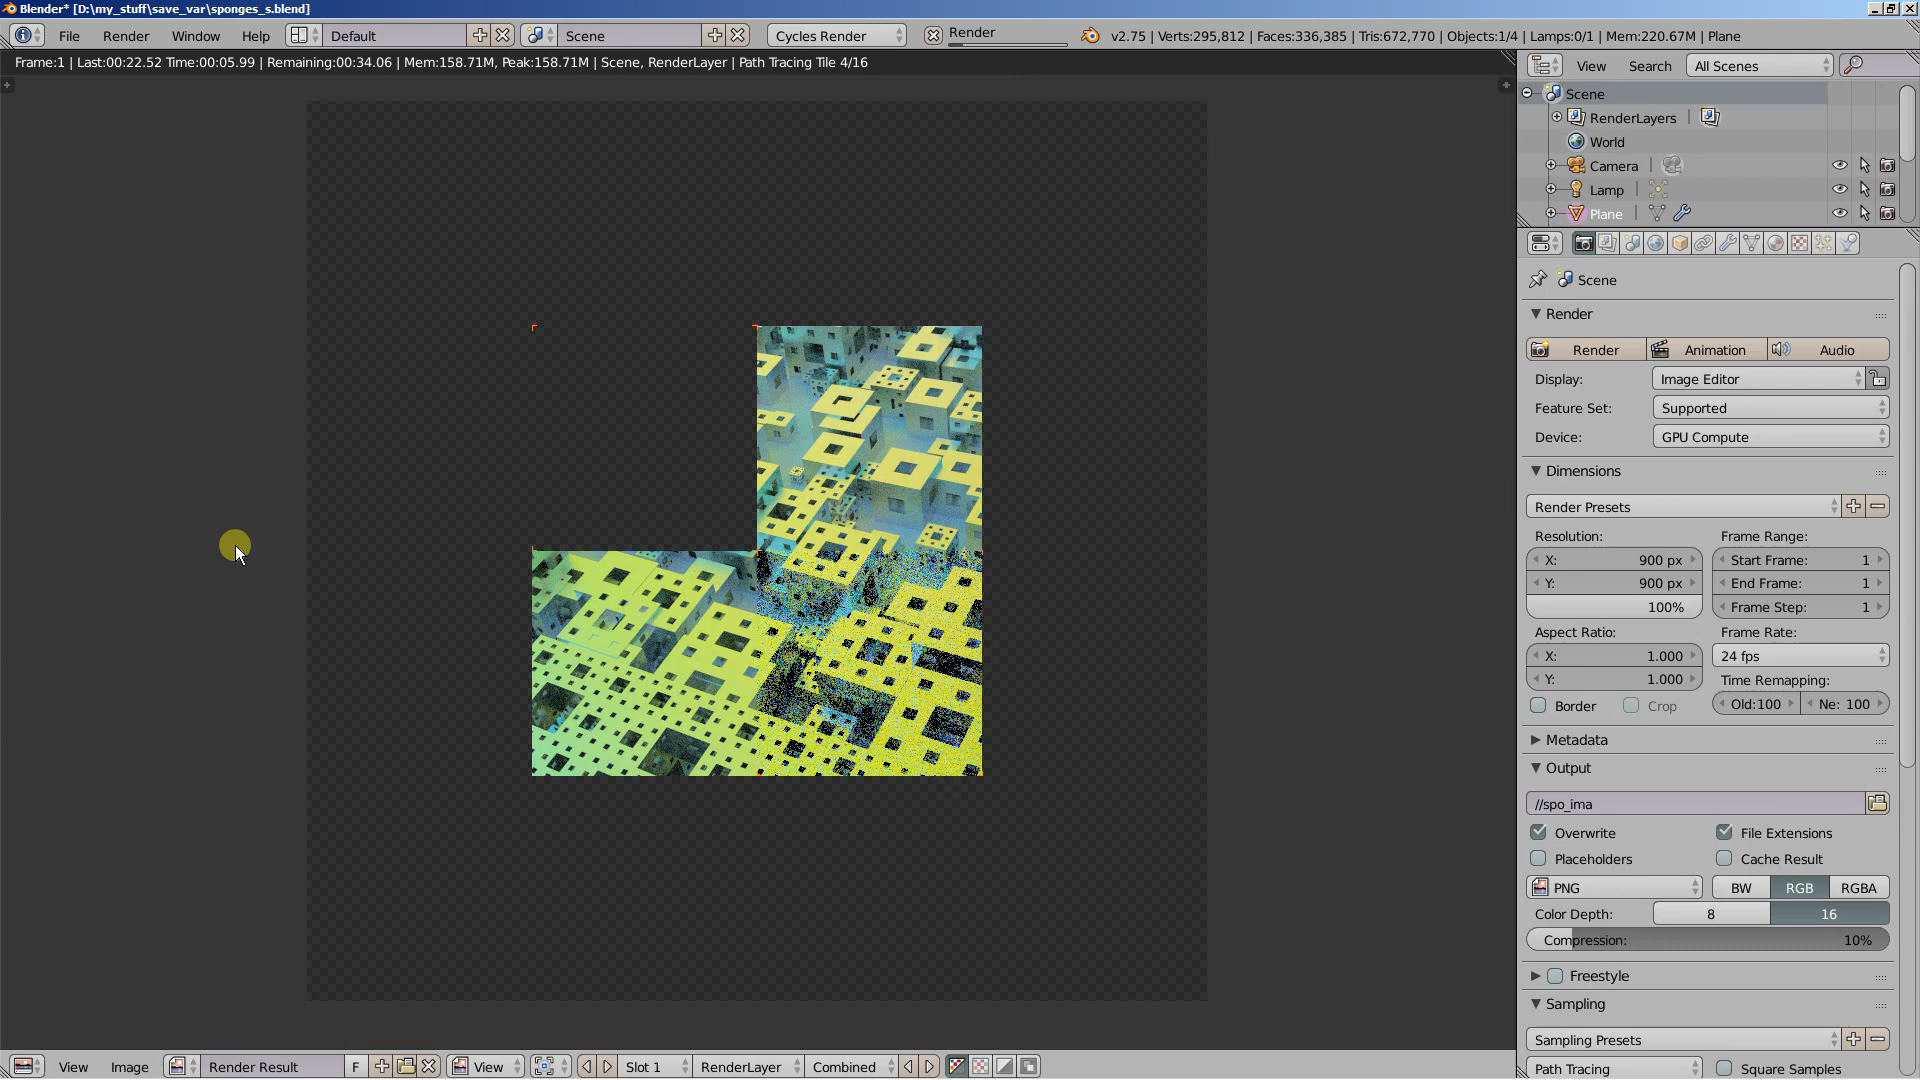 Blender* [D:\my_stuff\save_var\sponges_s.blend]
File Render Window Help Default Scene Cycles Render Render v2.75 | Verts:295,812 | Faces:336,385 | Tris:672,770 | Objects:1/4 | Lamps:0/1 | Mem:220.67M | Plane
Frame:1 | Last:00:22.52 Time:00:05.99 | Remaining:00:34.06 | Mem:158.71M, Peak:158.71M | Scene, RenderLayer | Path Tracing Tile 4/16
View Search All Scenes
Scene
RenderLayers
World
Camera
Lamp
Plane
Scene
Render
Render Animation Audio
Display: Image Editor
Feature Set: Supported
Device: GPU Compute
Dimensions
Render Presets
Resolution: Frame Range:
X: 900 px Start Frame: 1
Y: 900 px End Frame: 1
100% Frame Step: 1
Aspect Ratio: Frame Rate:
X: 1.000 24 fps
Y: 1.000 Time Remapping:
Border Crop Old:100 Ne: 100
Metadata
Output
//spo_ima
Overwrite File Extensions
Placeholders Cache Result
PNG BW RGB RGBA
Color Depth: 8 16
Compression: 10%
Freestyle
Sampling
Sampling Presets
Path Tracing Square Samples
View Image Render Result F View Slot 1 RenderLayer Combined